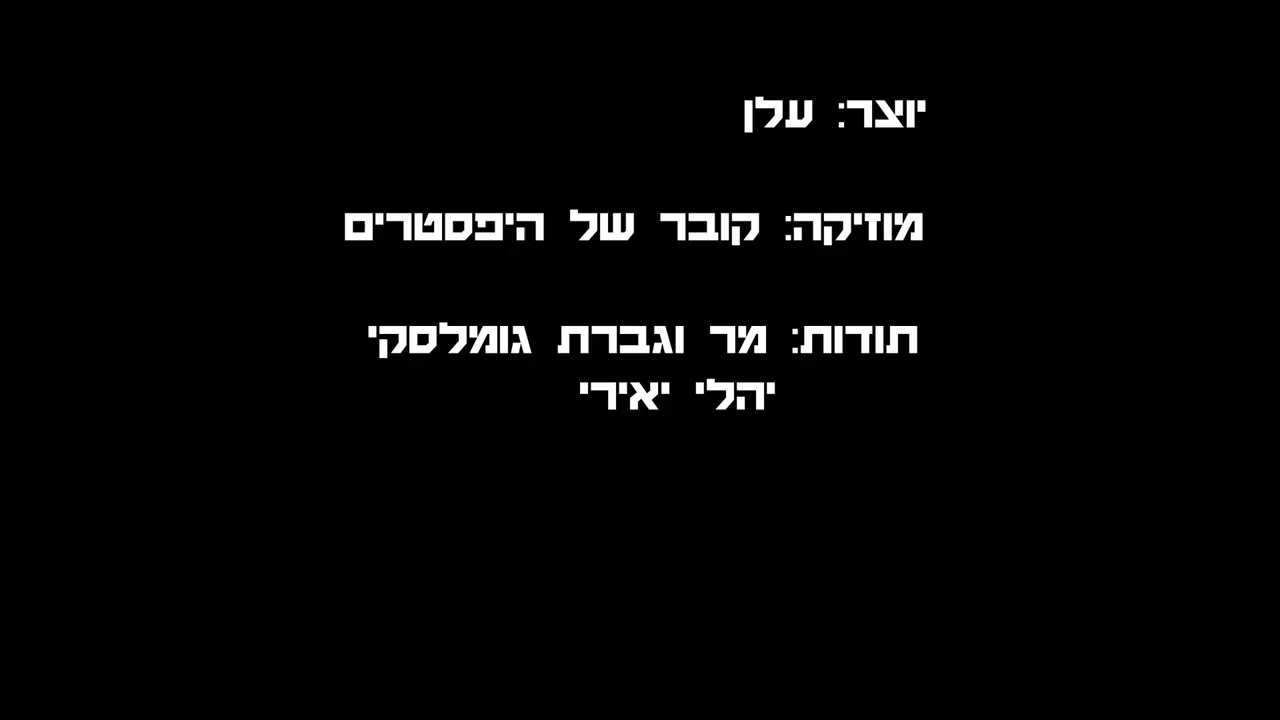 יוצר: עלן
מוזיקה: קובר של היפסטרים
תודות: מר וגברת גומלסקי
יהלי יאירי